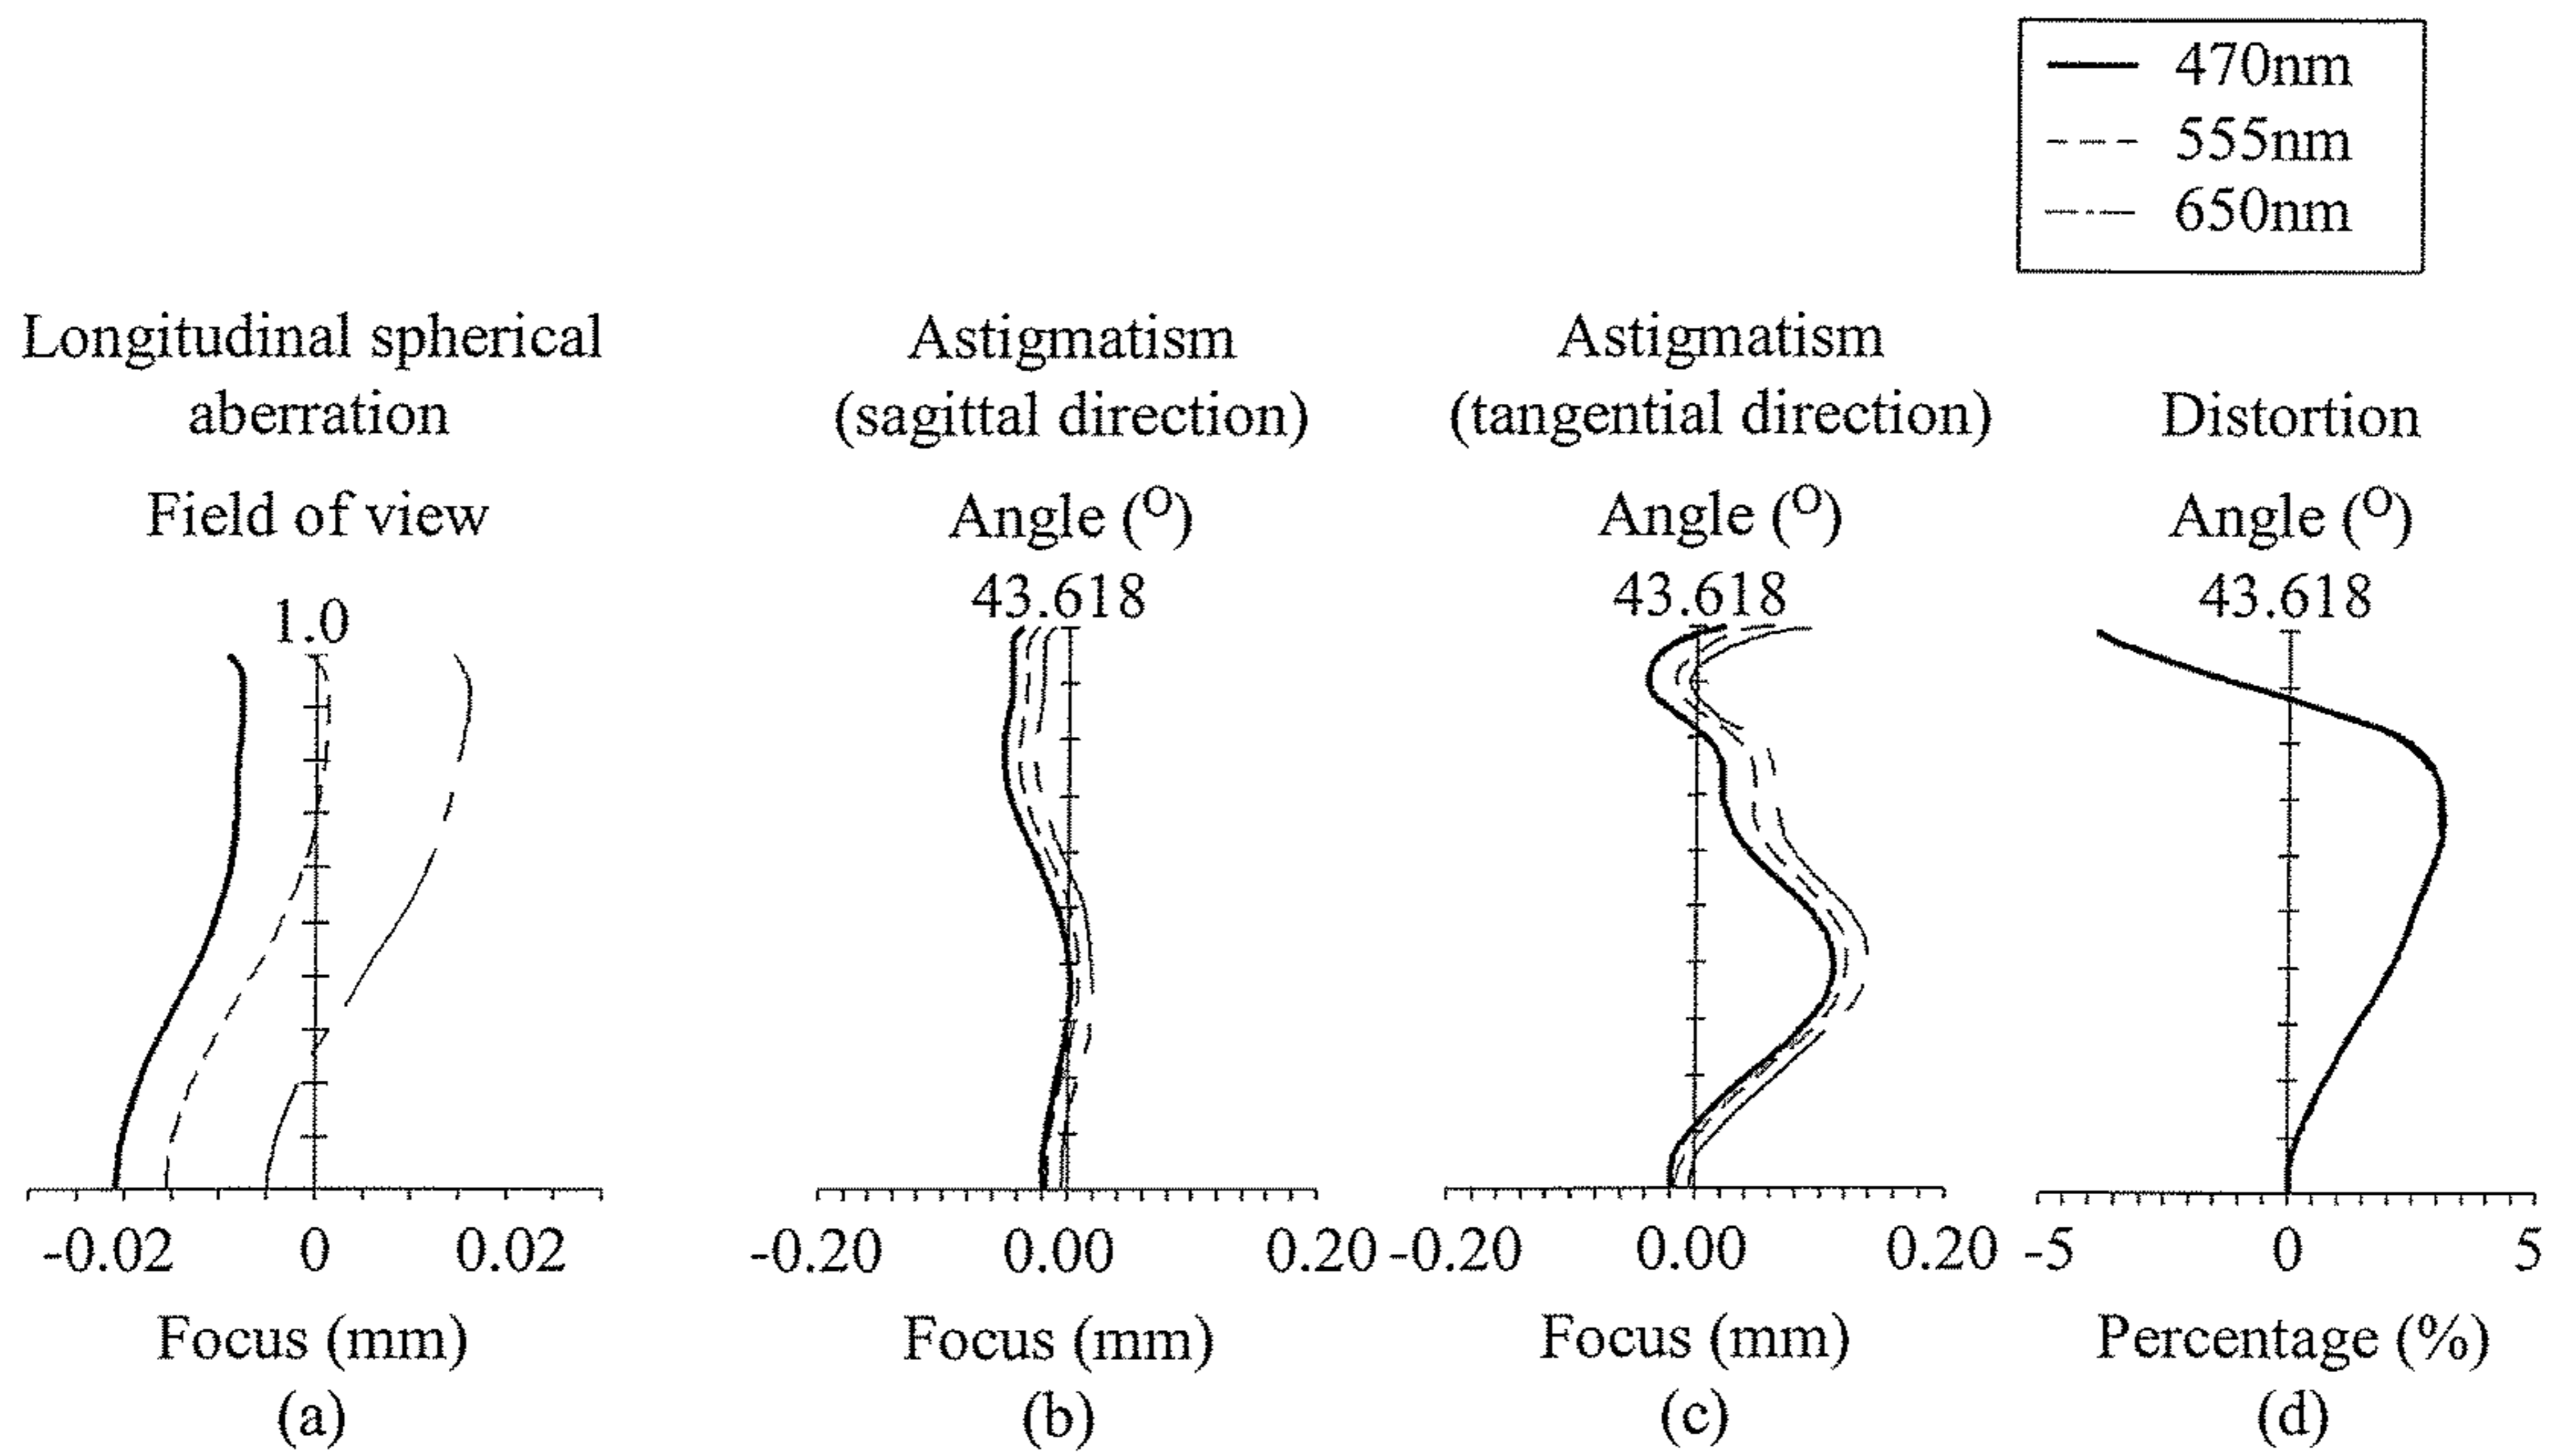 470nm
555nm
650nm
Longitudinal spherical
aberration
Field of view
1.0
-0.02 0 0.02
Focus (mm)
(a)
Astigmatism
(sagittal direction)
Angle (O)
43.618
-0.20 0.00 0.20
Focus (mm)
(b)
Astigmatism
(tangential direction)
Angle (O)
43.618
-0.20 0.00 0.20
Focus (mm)
(c)
Distortion
Angle (O)
43.618
-5 0 5
Percentage (%)
(d)